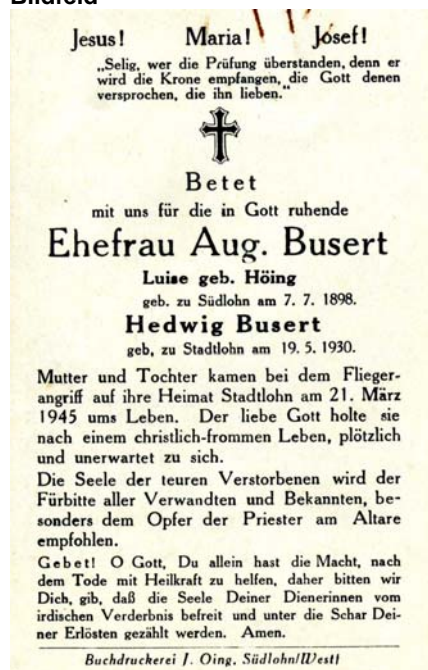 Bildfeld
Jesus! Maria! Josef!
„Selig, wer die Prüfung überstanden, denn er
wird die Krone empfangen, die Gott denen
versprochen, die ihn lieben."
Betet
mit uns für die in Gott ruhende
Ehefrau Aug. Busert
Luise geb. Höing
geb. zu Südlohn am 7. 7. 1898.
Hedwig Busert
geb. zu Stadtlohn am 19. 5. 1930.
Mutter und Tochter kamen bei dem Flieger-
angriff auf ihre Heimat Stadtlohn am 21. März
1945 ums Leben. Der liebe Gott holte sie
nach einem christlich-frommen Leben, plötzlich
und unerwartet zu sich.
Die Seele der teuren Verstorbenen wird der
Fürbitte aller Verwandten und Bekannten, be-
sonders dem Opfer der Priester am Altare
empfohlen.
Gebet! O Gott, Du allein hast die Macht, nach
dem Tode mit Heilkraft zu helfen, daher bitten wir
Dich, gib, daß die Seele Deiner Dienerinnen vom
irdischen Verderbnis befreit und unter die Schar Dei-
ner Erlösten gezählt werden. Amen.
Buchdruckerei J. Oing, Südlohn/Westf